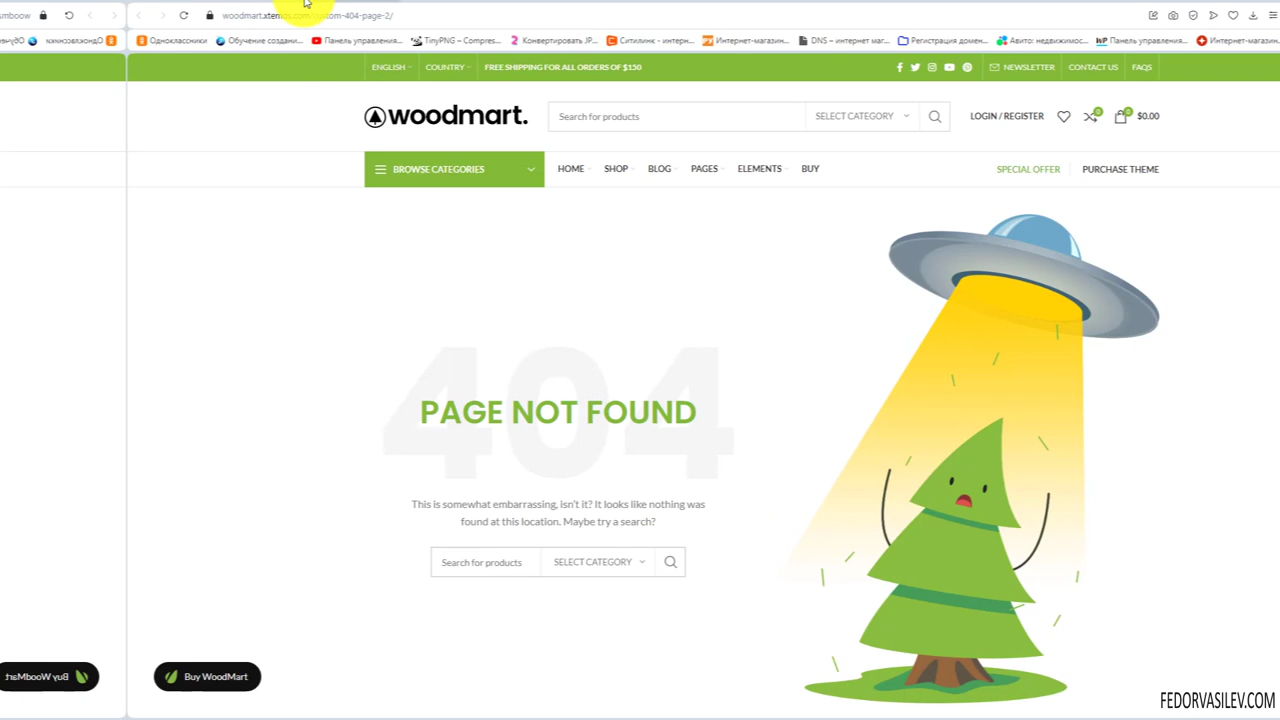 woodmart.xtemos.com/custom-404-page-2/
Одноклассники Обучение создани... Панель управления... TinyPNG – Compres... Конвертировать JP... Ситилинк - интерн... Интернет-магазин... DNS – интернет маг... Регистрация домен... Авито: недвижимос... Панель управления... Интернет-магазин
ENGLISH COUNTRY FREE SHIPPING FOR ALL ORDERS OF $150 NEWSLETTER CONTACT US FAQS
woodmart. Search for products SELECT CATEGORY LOGIN / REGISTER 0 0 $0.00
BROWSE CATEGORIES HOME SHOP BLOG PAGES ELEMENTS BUY SPECIAL OFFER PURCHASE THEME
404
PAGE NOT FOUND
This is somewhat embarrassing, isn't it? It looks like nothing was
found at this location. Maybe try a search?
Search for products SELECT CATEGORY
Buy WoodMart Buy WoodMart
FEDORVASILEV.COM